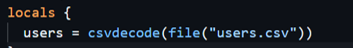 locals {
  users = csvdecode(file("users.csv"))